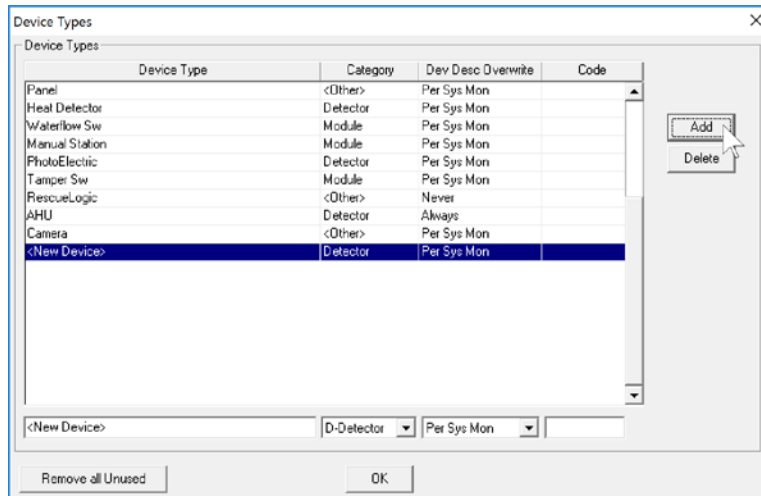 Device Types
Device Types
Device Type Category Dev Desc Overwrite Code
Panel <Other> Per Sys Mon
Heat Detector Detector Per Sys Mon
Waterflow Sw Module Per Sys Mon
Manual Station Module Per Sys Mon
PhotoElectric Detector Per Sys Mon
Tamper Sw Module Per Sys Mon
RescueLogic <Other> Never
AHU Detector Always
Camera <Other> Per Sys Mon
<New Device> Detector Per Sys Mon
Add
Delete
<New Device> D-Detector Per Sys Mon
Remove all Unused OK